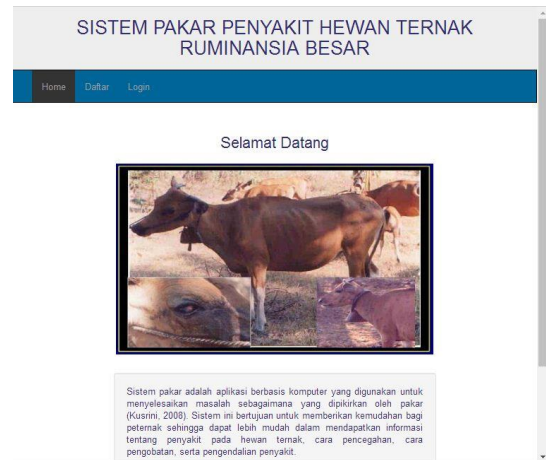 SISTEM PAKAR PENYAKIT HEWAN TERNAK
RUMINANSIA BESAR
Home Daftar Login
Selamat Datang
Sistem pakar adalah aplikasi berbasis komputer yang digunakan untuk
menyelesaikan masalah sebagaimana yang dipikirkan oleh pakar
(Kusrini, 2008). Sistem ini bertujuan untuk memberikan kemudahan bagi
peternak sehingga dapat lebih mudah dalam mendapatkan informasi
tentang penyakit pada hewan ternak, cara pencegahan, cara
pengobatan, serta pengendalian penyakit.